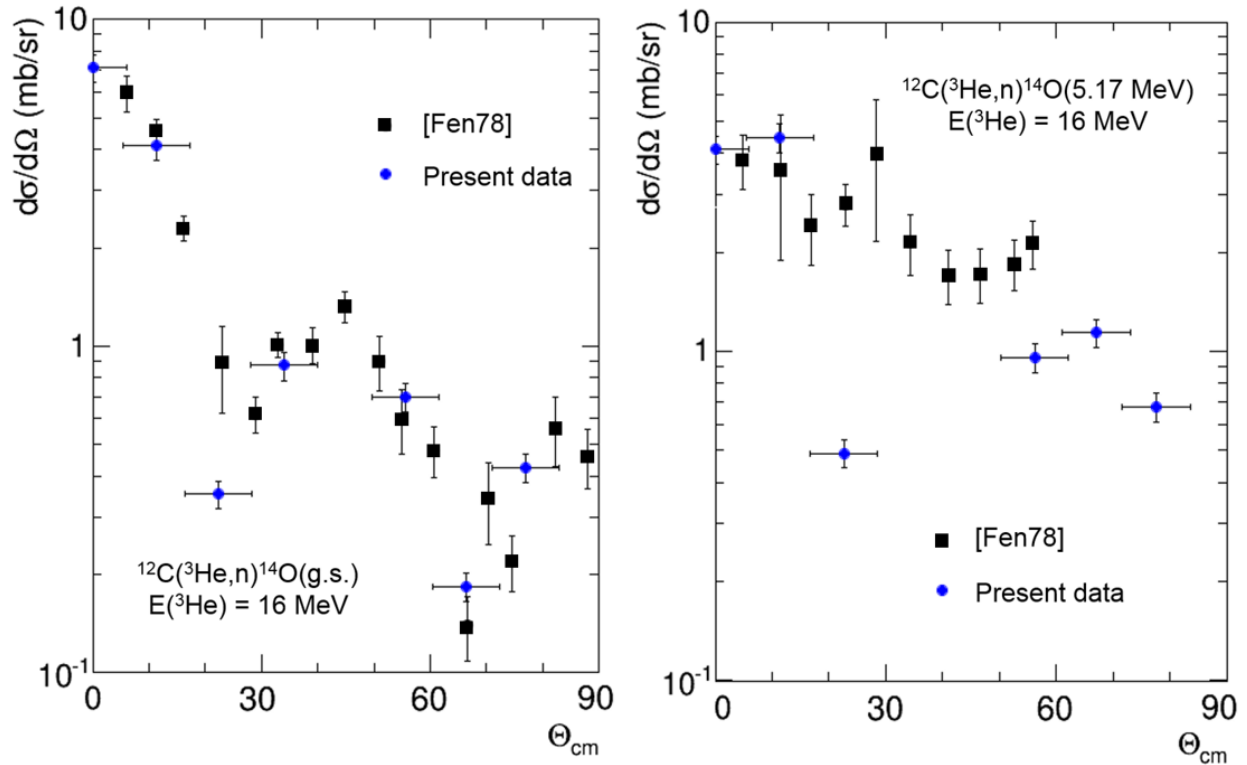 10
1
10⁻¹
dσ/dΩ (mb/sr)
[Fen78]
Present data
¹²C(³He,n)¹⁴O(g.s.)
E(³He) = 16 MeV
0 30 60 90
Θcm
10
1
10⁻¹
dσ/dΩ (mb/sr)
¹²C(³He,n)¹⁴O(5.17 MeV)
E(³He) = 16 MeV
[Fen78]
Present data
0 30 60 90
Θcm